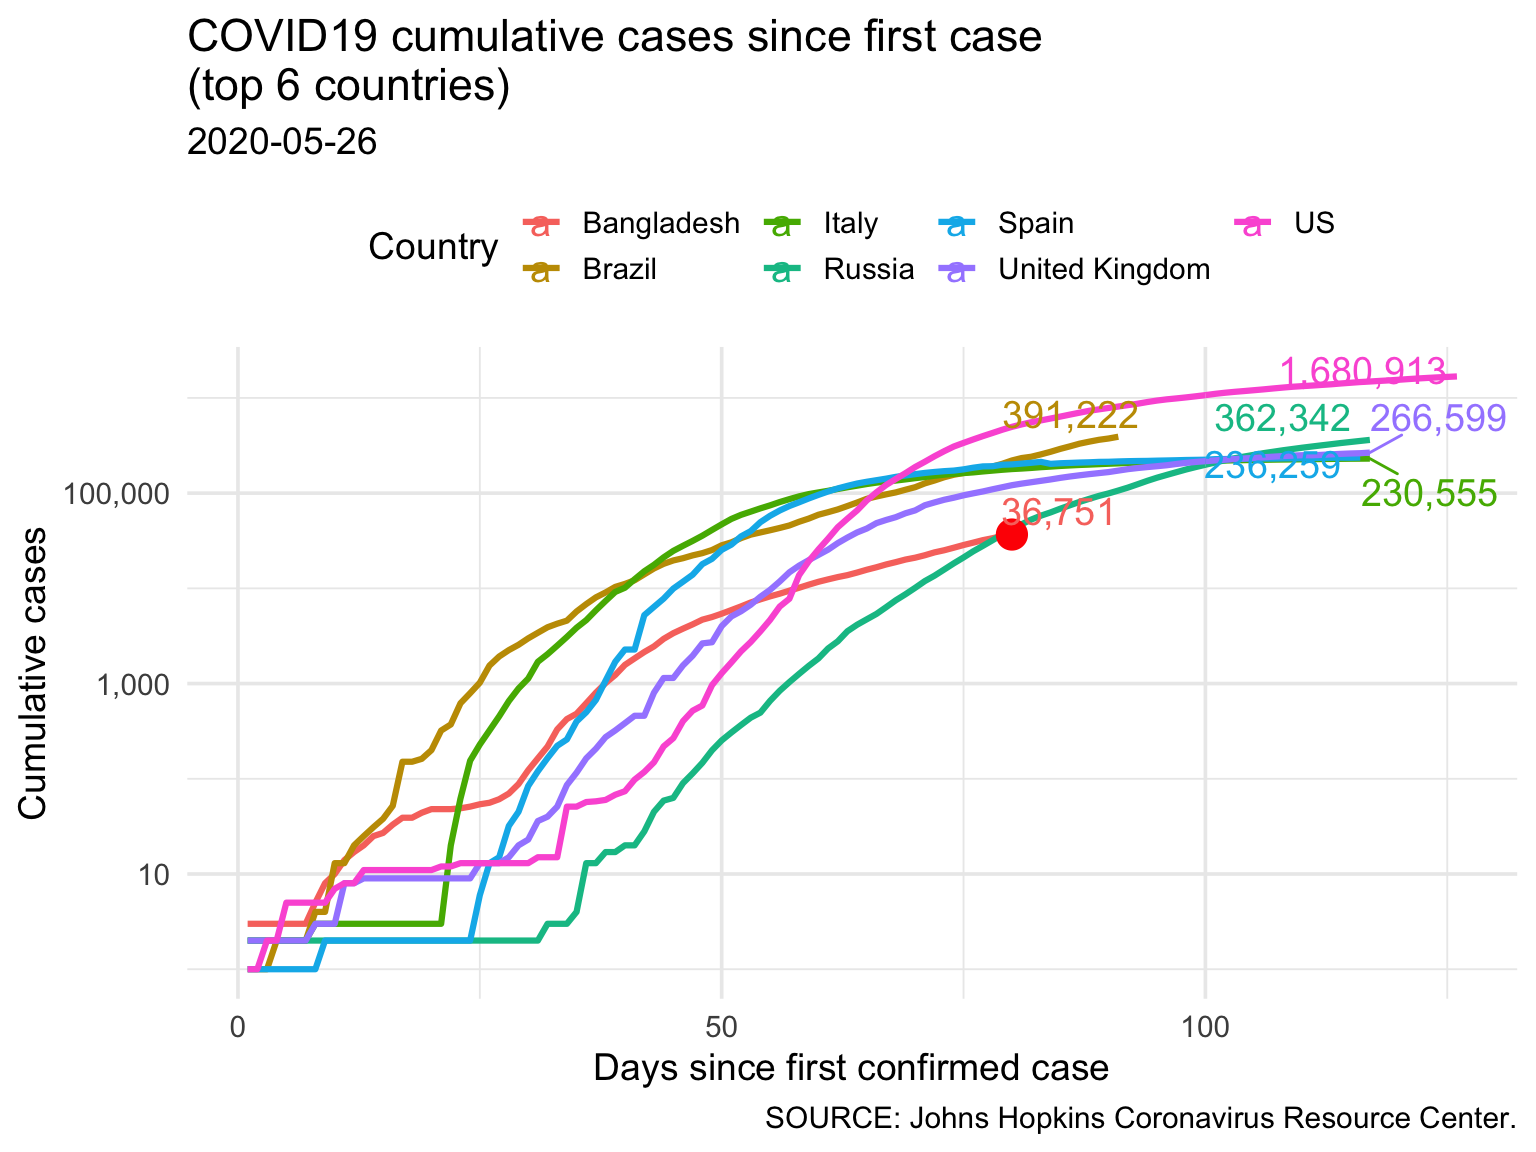 COVID19 cumulative cases since first case
(top 6 countries)
2020-05-26
Country
a Bangladesh a Italy a Spain a US
a Brazil a Russia a United Kingdom
1,680,913
391,222 362,342 266,599
236,259
230,555
36,751
100,000
1,000
10
Cumulative cases
0 50 100
Days since first confirmed case
SOURCE: Johns Hopkins Coronavirus Resource Center.